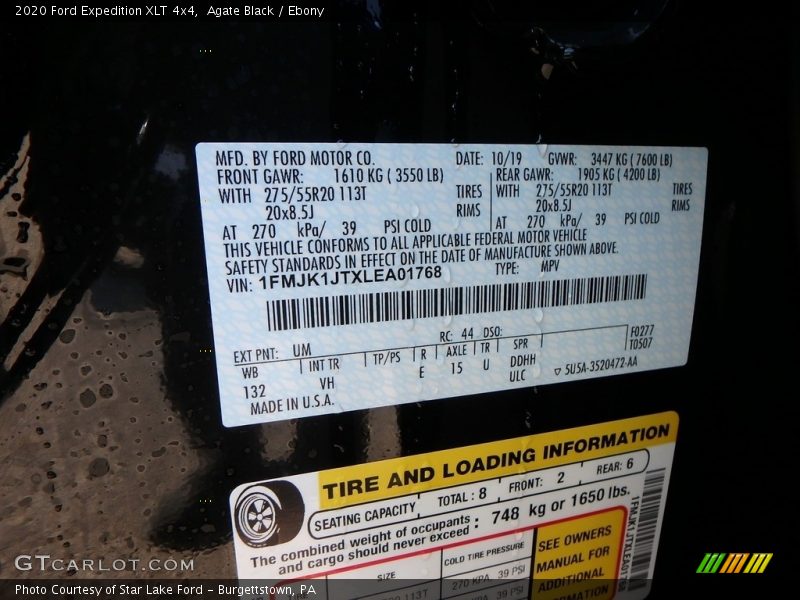 2020 Ford Expedition XLT 4x4, Agate Black / Ebony
MFD. BY FORD MOTOR CO. DATE: 10/19 GVWR: 3447 KG ( 7600 LB)
FRONT GAWR: 1610 KG ( 3550 LB) REAR GAWR: 1905 KG ( 4200 LB)
WITH 275/55R20 113T TIRES WITH 275/55R20 113T TIRES
20x8.5J RIMS 20x8.5J RIMS
AT 270 kPa/ 39 PSI COLD AT 270 kPa/ 39 PSI COLD
THIS VEHICLE CONFORMS TO ALL APPLICABLE FEDERAL MOTOR VEHICLE
SAFETY STANDARDS IN EFFECT ON THE DATE OF MANUFACTURE SHOWN ABOVE.
VIN: 1FMJK1JTXLEA01768 TYPE: MPV
EXT PNT: UM RC: 44 DSO: F0277
WB INT TR TP/PS R AXLE TR SPR T0507
132 VH E 15 U DDHH
ULC ▽ 5U5A-3520472-AA
MADE IN U.S.A.
TIRE AND LOADING INFORMATION
SEATING CAPACITY TOTAL : 8 FRONT: 2 REAR: 6
The combined weight of occupants
and cargo should never exceed : 748 kg or 1650 lbs.
SIZE COLD TIRE PRESSURE SEE OWNERS
MANUAL FOR
113T 270 KPA, 39 PSI ADDITIONAL
39 PSI
1FMJK1JTXLEA01768
GTCARLOT.COM
Photo Courtesy of Star Lake Ford – Burgettstown, PA